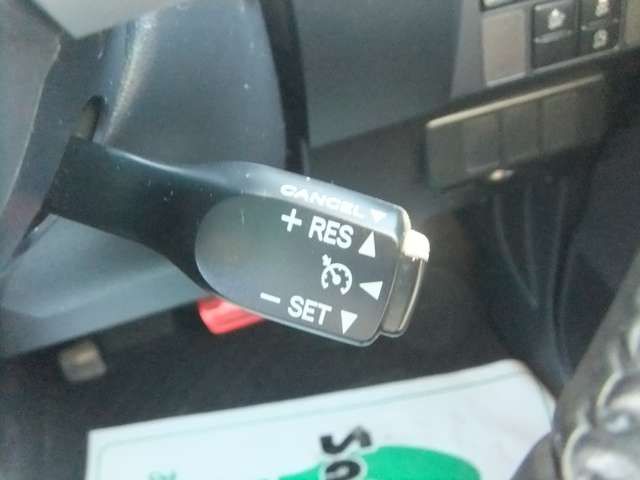 CANCEL ▼
+ RES ▲
◀
− SET ▼